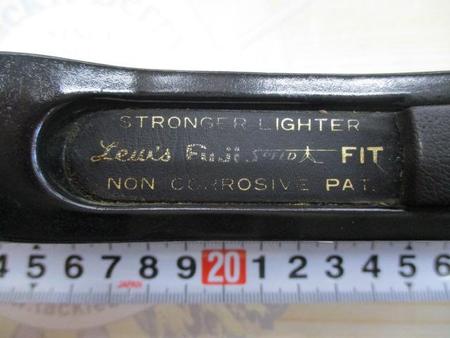 STRONGER LIGHTER
Lew's Fuji FIT
NON CORROSIVE PAT.
4 5 6 7 8 9 20 1 2 3 4 5 6
JAPAN